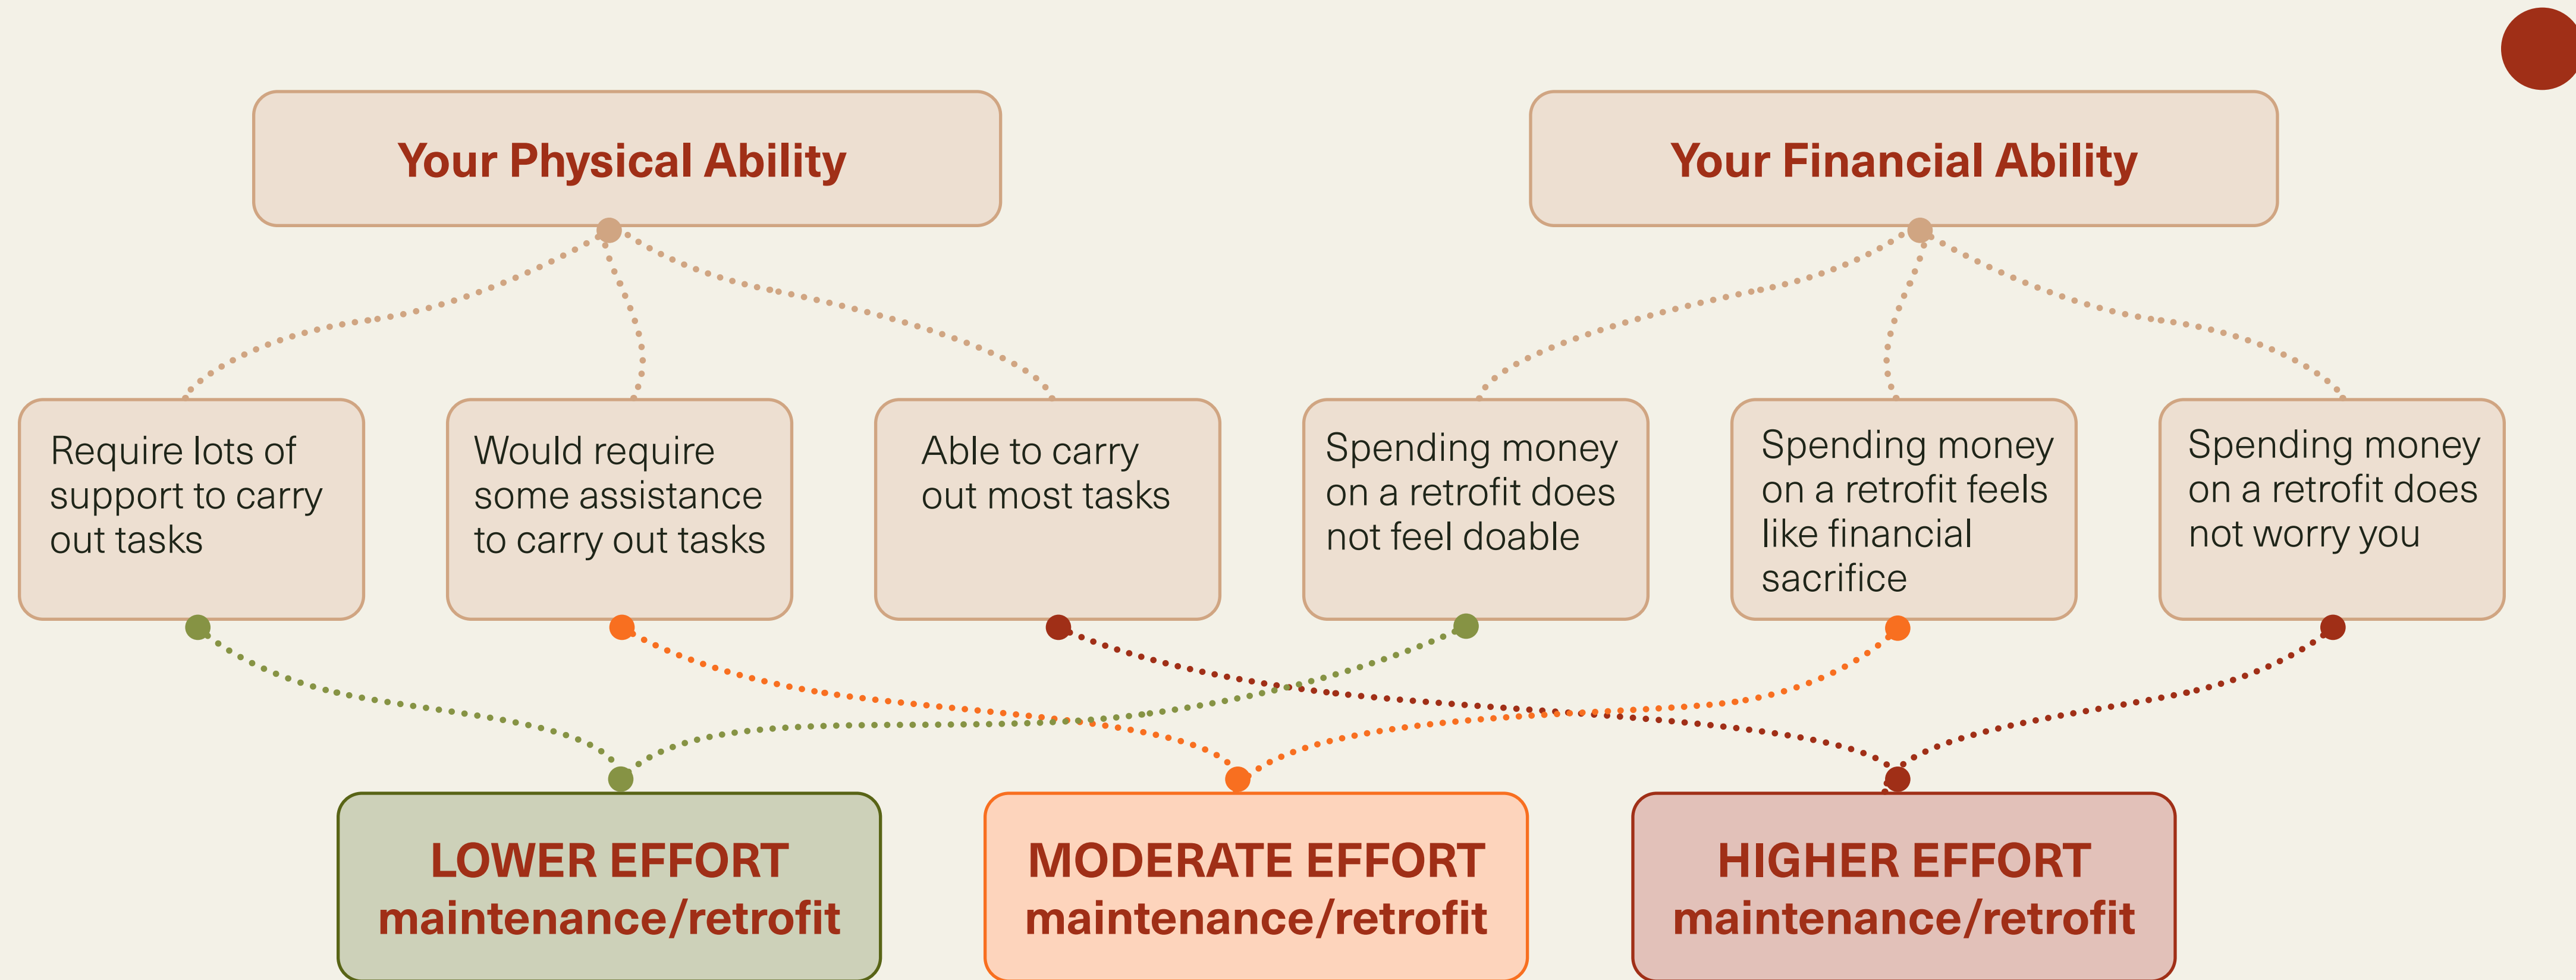 Your Physical Ability
Your Financial Ability
Require lots of
support to carry
out tasks
Would require
some assistance
to carry out tasks
Able to carry
out most tasks
Spending money
on a retrofit does
not feel doable
Spending money
on a retrofit feels
like financial
sacrifice
Spending money
on a retrofit does
not worry you
LOWER EFFORT
maintenance/retrofit
MODERATE EFFORT
maintenance/retrofit
HIGHER EFFORT
maintenance/retrofit